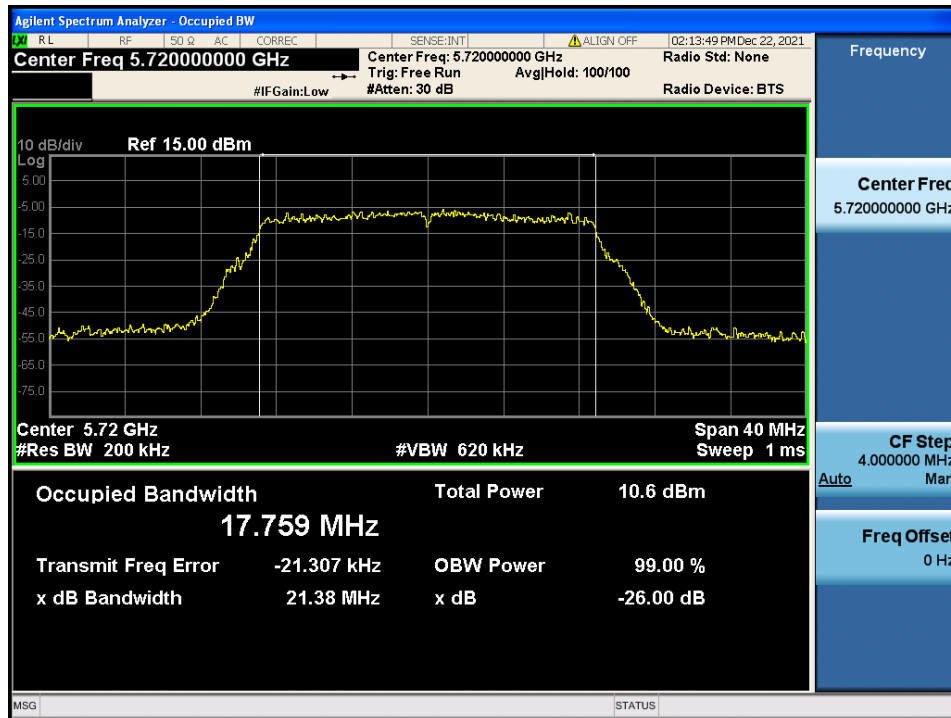 Agilent Spectrum Analyzer - Occupied BW
LXI RL RF 50 Ω AC CORREC SENSE:INT ALIGN OFF 02:13:49 PM Dec 22, 2021
Center Freq 5.720000000 GHz
Center Freq: 5.720000000 GHz Radio Std: None
Trig: Free Run Avg|Hold: 100/100
#IFGain:Low #Atten: 30 dB Radio Device: BTS
10 dB/div Ref 15.00 dBm
Log
5.00
-5.00
-15.0
-25.0
-35.0
-45.0
-55.0
-65.0
-75.0
Center 5.72 GHz Span 40 MHz
#Res BW 200 kHz #VBW 620 kHz Sweep 1 ms
Occupied Bandwidth Total Power 10.6 dBm
17.759 MHz
Transmit Freq Error -21.307 kHz OBW Power 99.00 %
x dB Bandwidth 21.38 MHz x dB -26.00 dB
MSG STATUS
Frequency
Center Freq
5.720000000 GHz
CF Step
4.000000 MHz
Auto Man
Freq Offset
0 Hz